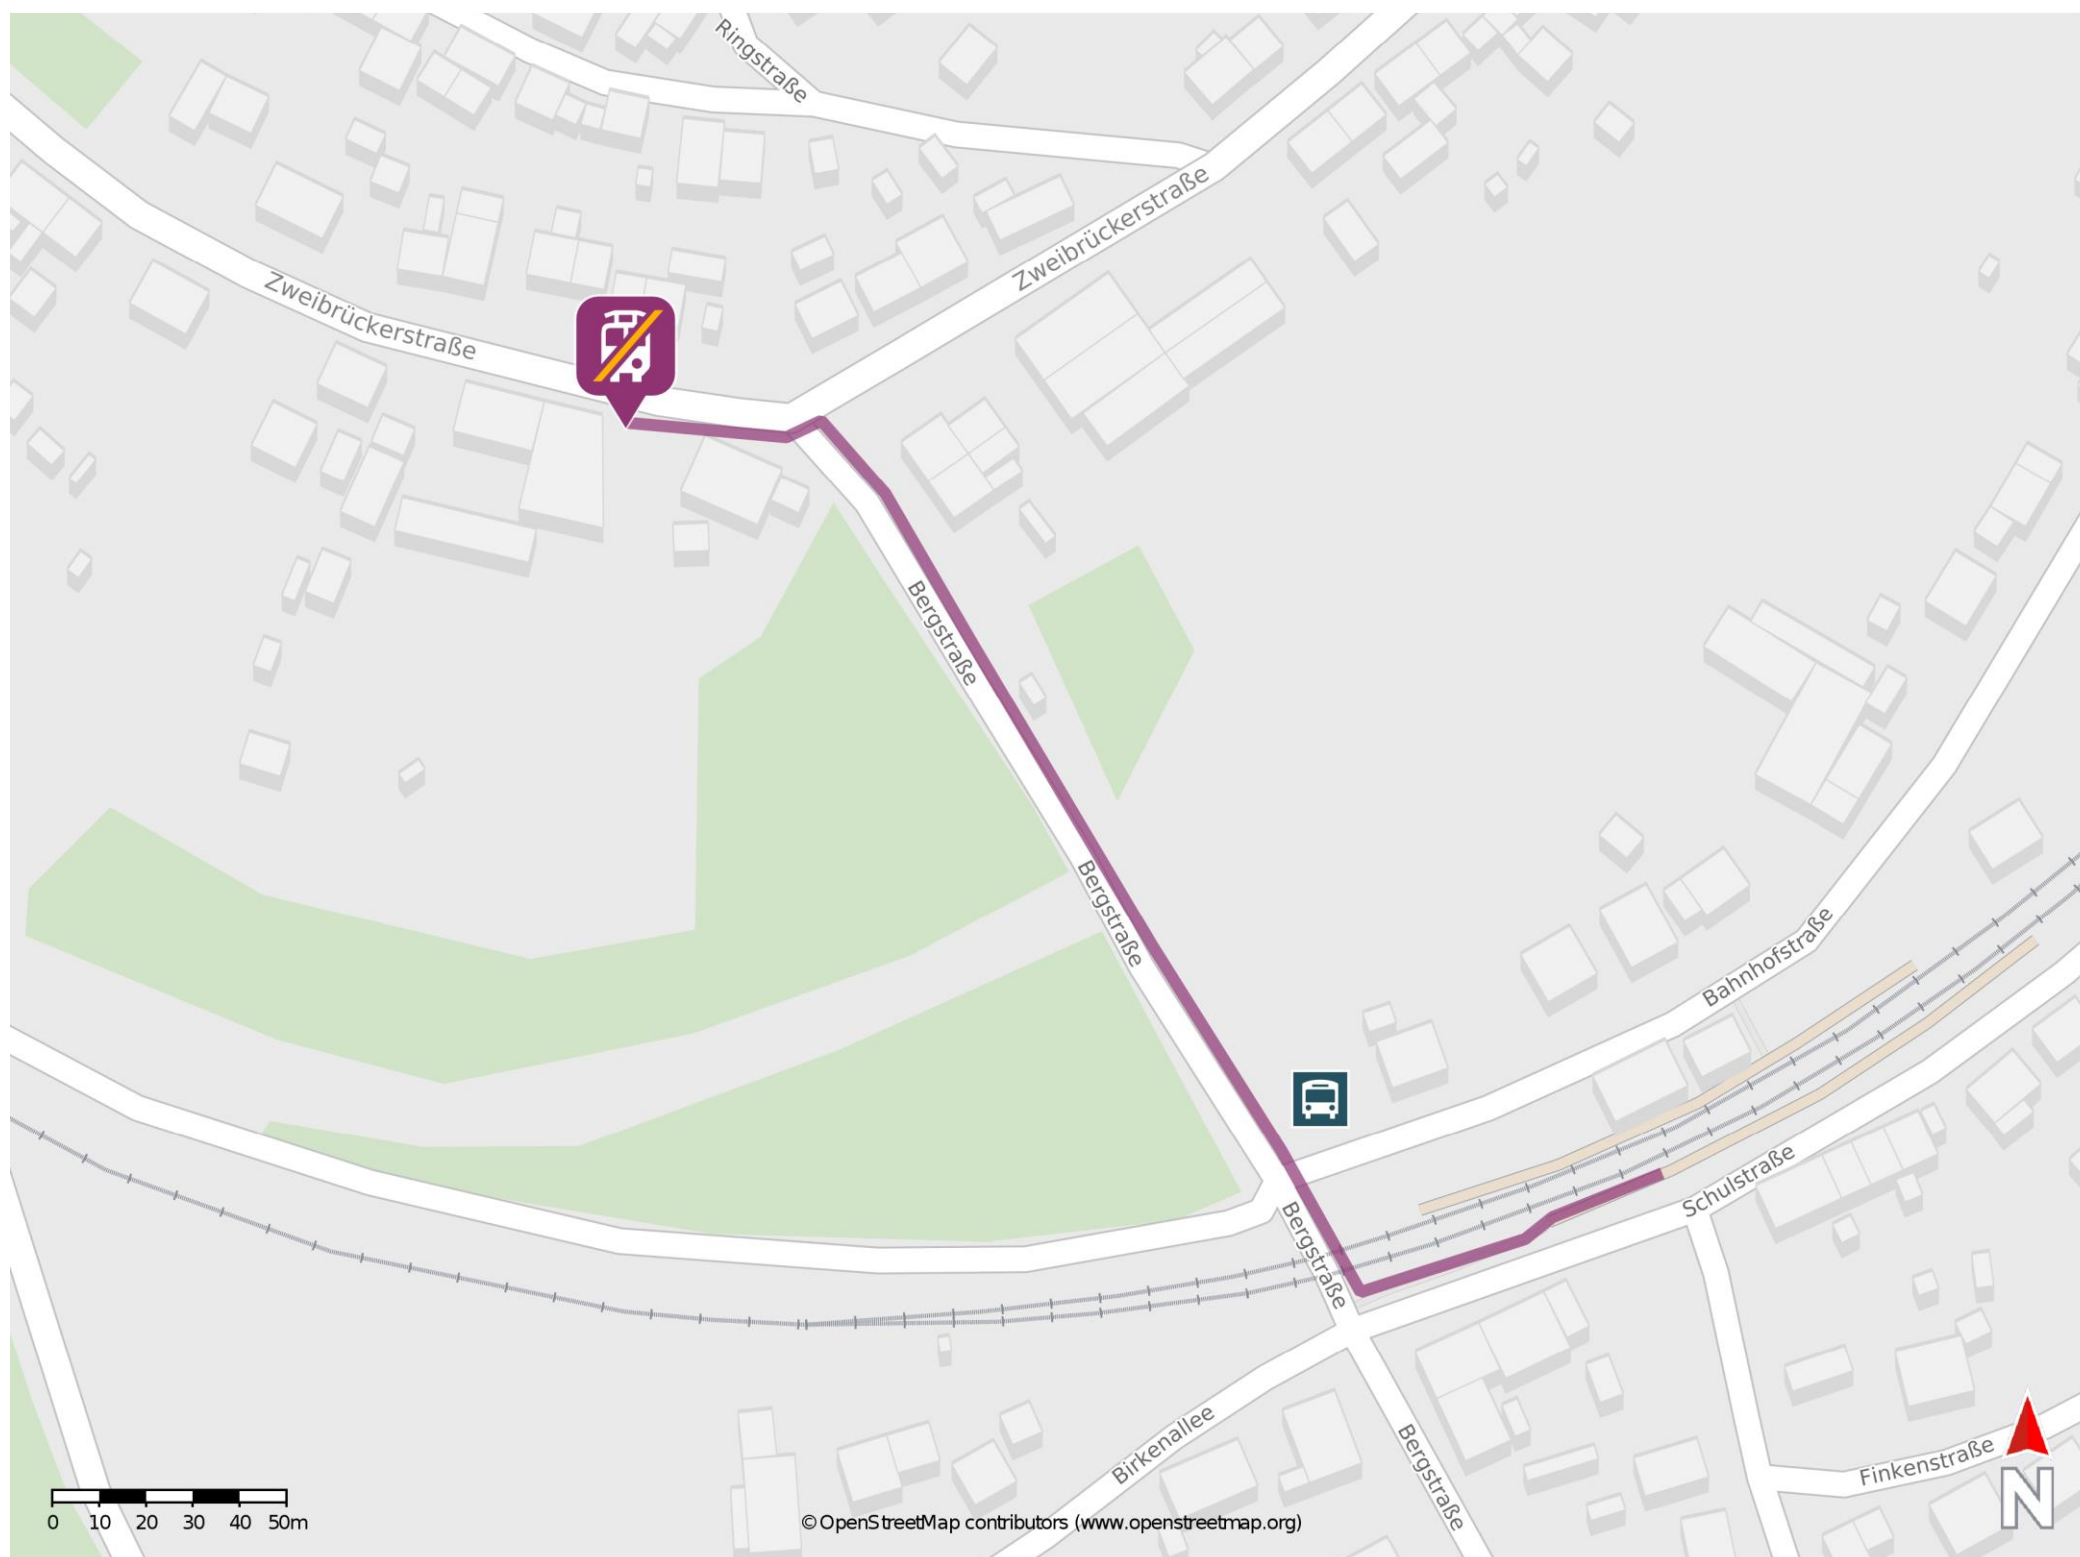 Ringstraße
Zweibrückerstraße
Zweibrückerstraße
Bergstraße
Bergstraße
Bahnhofstraße
Schulstraße
Bergstraße
Birkenallee
Bergstraße
Finkenstraße
N
0 10 20 30 40 50m
© OpenStreetMap contributors (www.openstreetmap.org)